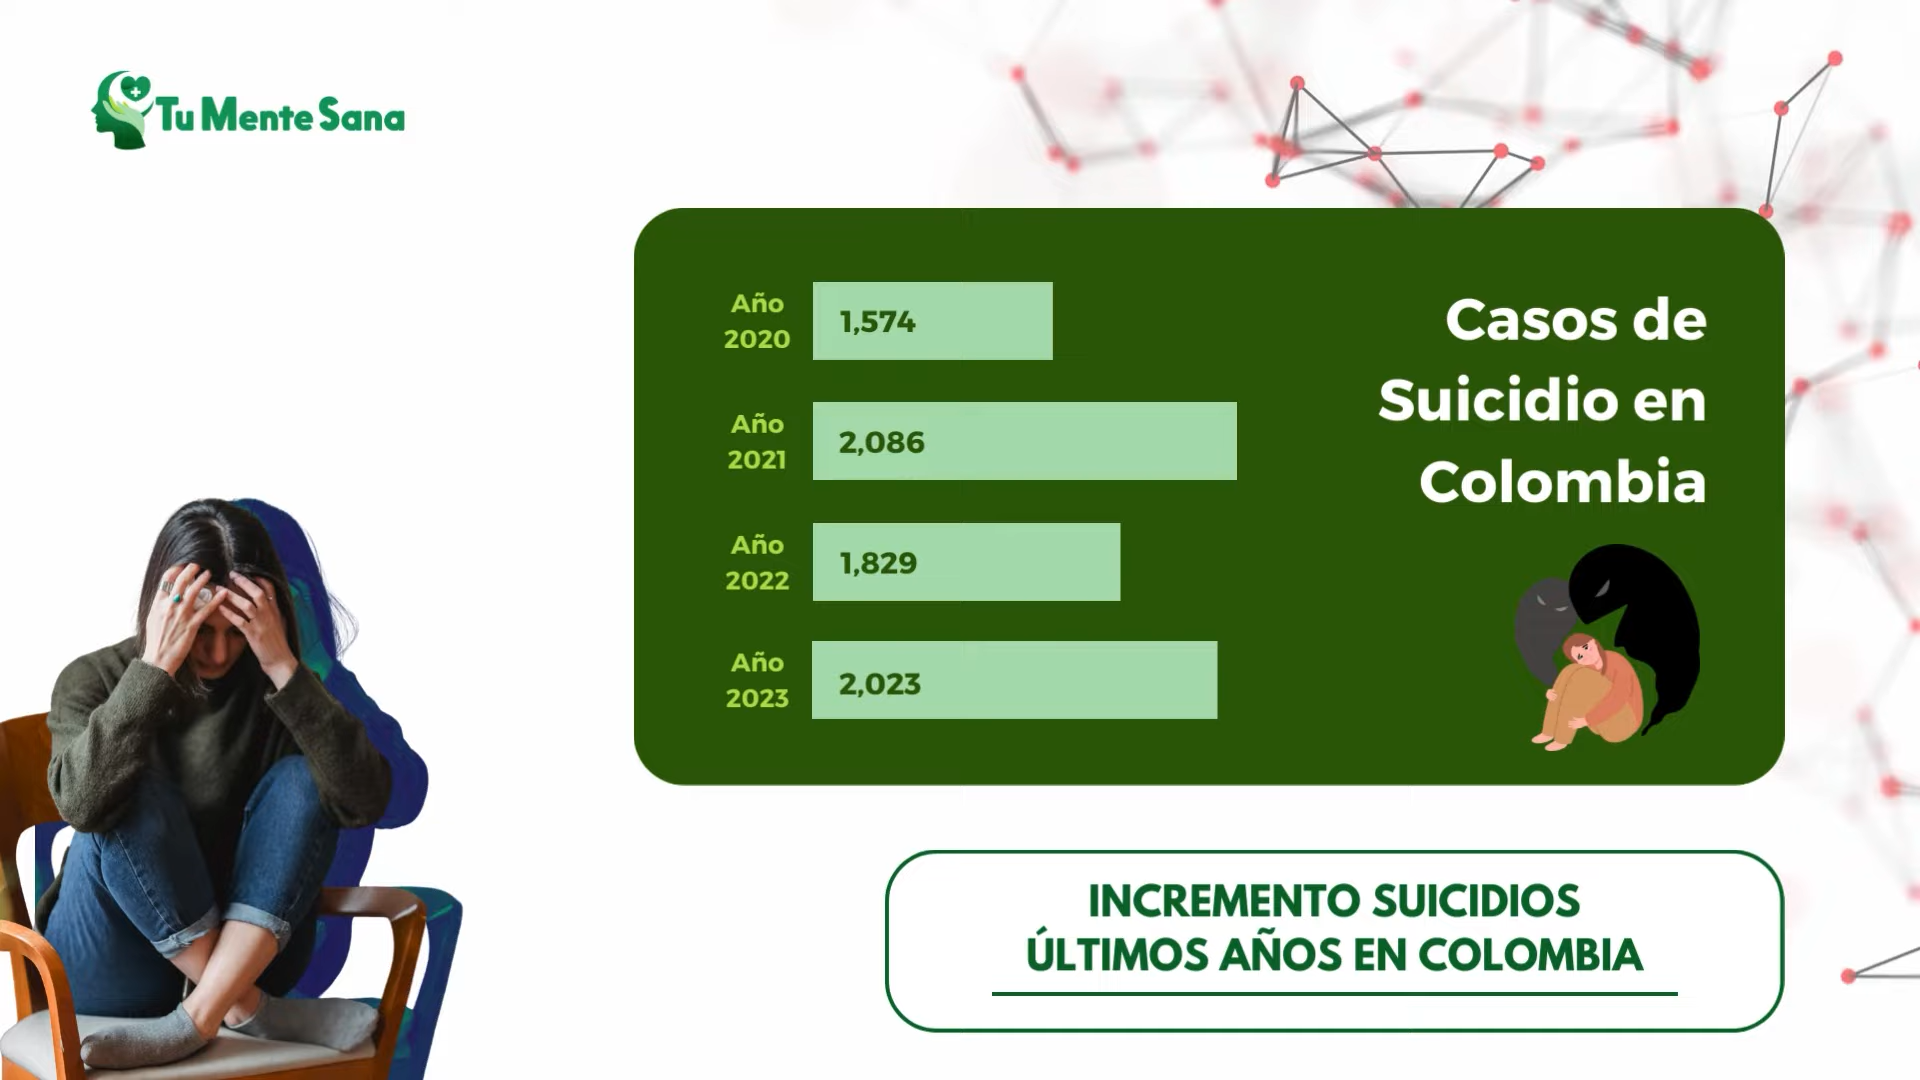 Tu Mente Sana
Año
2020
1,574
Año
2021
2,086
Año
2022
1,829
Año
2023
2,023
Casos de
Suicidio en
Colombia
INCREMENTO SUICIDIOS
ÚLTIMOS AÑOS EN COLOMBIA